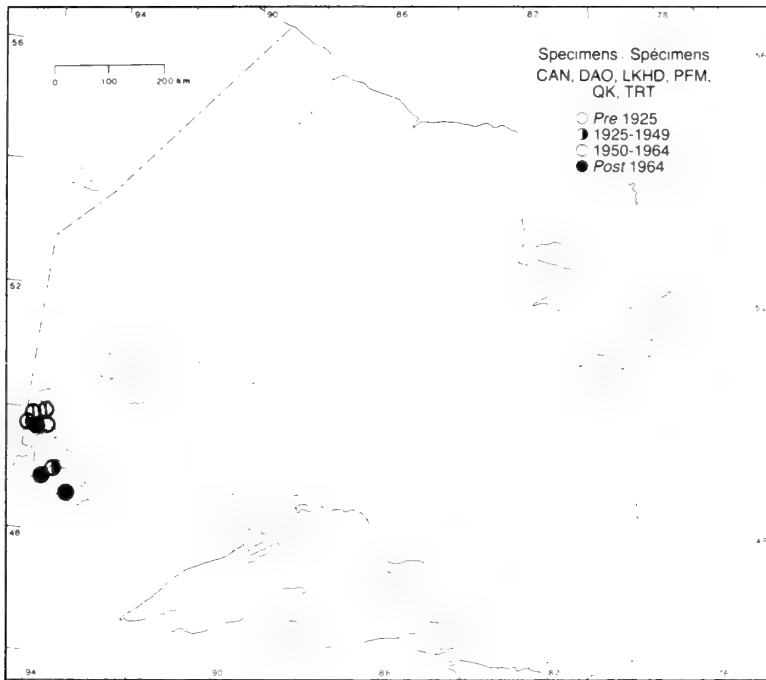 94 90 86 82 78
56
0 100 200 km
Specimens . Spécimens
CAN, DAO, LKHD, PFM,
QK, TRT
Pre 1925
1925-1949
1950-1964
Post 1964
52
48
94 90 86 82